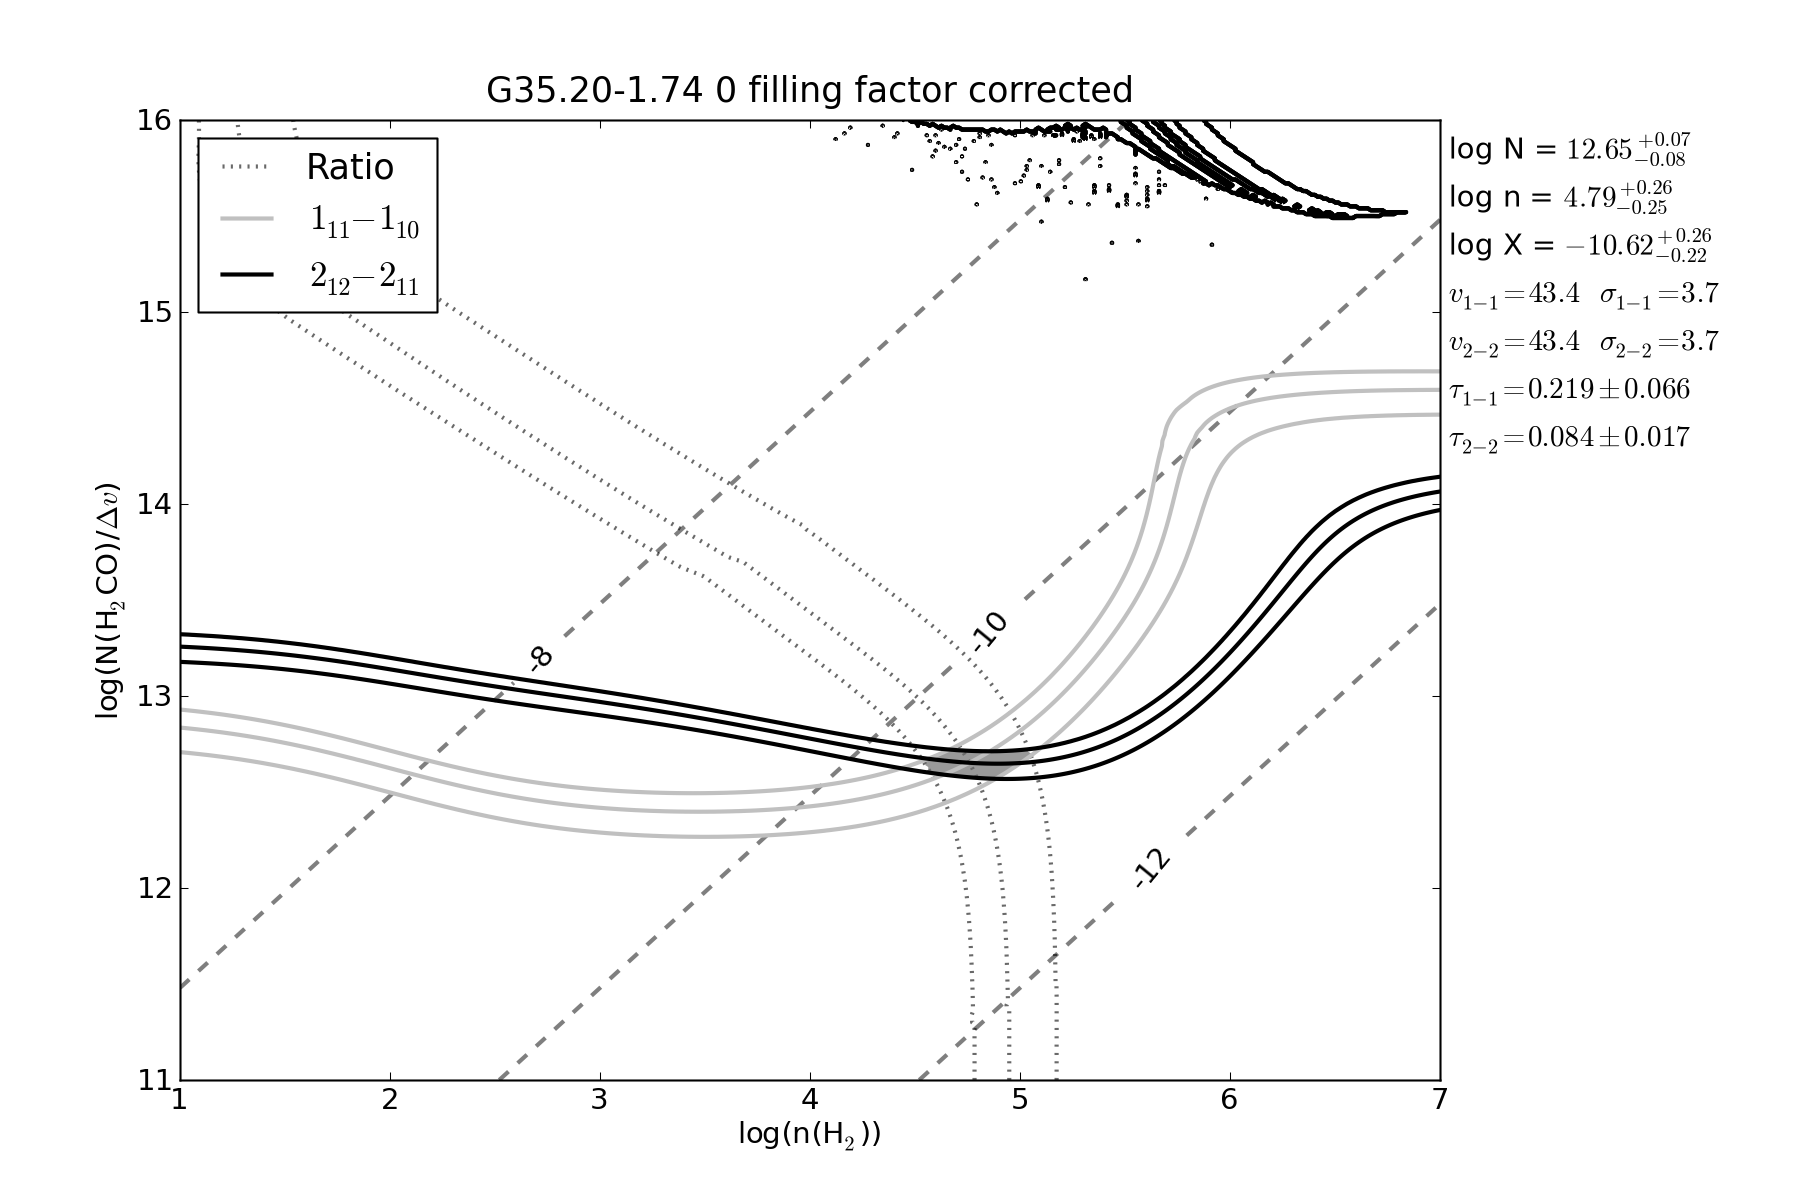 G35.20-1.74 0 filling factor corrected
16
15
14
13
12
11
1 2 3 4 5 6 7
log(N(H₂CO)/Δv)
log(n(H₂))
Ratio
1₁₁−1₁₀
2₁₂−2₁₁
-8
-10
-12
log N = 12.65 +0.07 −0.08
log n = 4.79 +0.26 −0.25
log X = −10.62 +0.26 −0.22
v₁₋₁=43.4 σ₁₋₁=3.7
v₂₋₂=43.4 σ₂₋₂=3.7
τ₁₋₁=0.219±0.066
τ₂₋₂=0.084±0.017